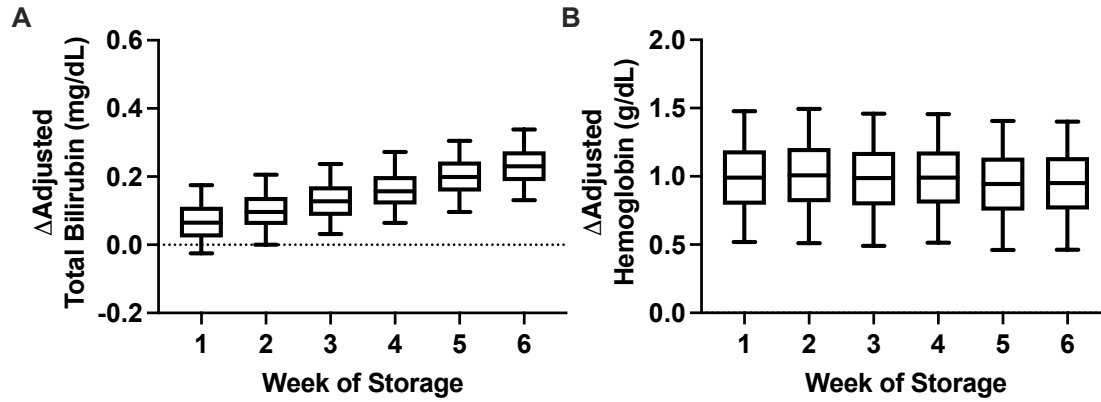 A
ΔAdjusted
Total Bilirubin (mg/dL)
0.6
0.4
0.2
0.0
-0.2
1 2 3 4 5 6
Week of Storage
B
ΔAdjusted
Hemoglobin (g/dL)
2.0
1.5
1.0
0.5
0.0
1 2 3 4 5 6
Week of Storage